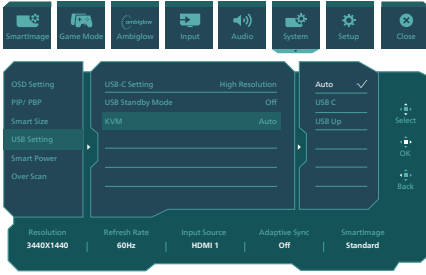 ambiglow
SmartImage Game Mode Ambiglow Input Audio System Setup Close
OSD Setting USB-C Setting High Resolution Auto
PIP/ PBP USB Standby Mode Off USB C
Smart Size KVM Auto USB Up
Select
USB Setting
Smart Power
OK
Over Scan
Back
Resolution Refresh Rate Input Source Adaptive Sync SmartImage
3440X1440 | 60Hz | HDMI 1 | Off | Standard